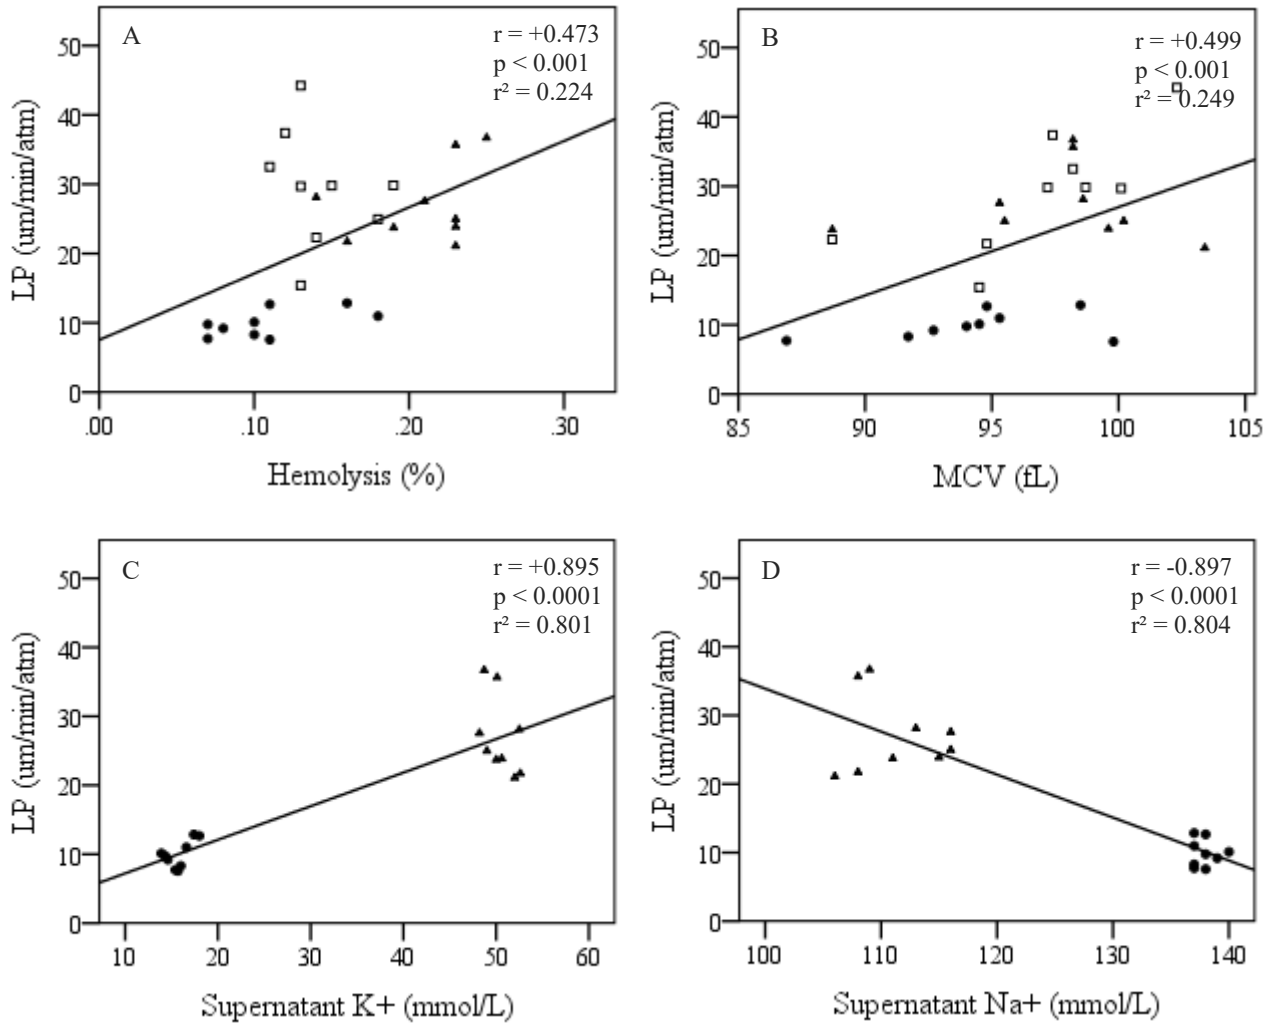 A
r = +0.473
p < 0.001
r² = 0.224
50
40
30
20
10
0
.00 .10 .20 .30
LP (um/min/atm)
Hemolysis (%)
B
r = +0.499
p < 0.001
r² = 0.249
50
40
30
20
10
0
85 90 95 100 105
LP (um/min/atm)
MCV (fL)
C
r = +0.895
p < 0.0001
r² = 0.801
50
40
30
20
10
0
10 20 30 40 50 60
LP (um/min/atm)
Supernatant K+ (mmol/L)
D
r = -0.897
p < 0.0001
r² = 0.804
50
40
30
20
10
0
100 110 120 130 140
LP (um/min/atm)
Supernatant Na+ (mmol/L)